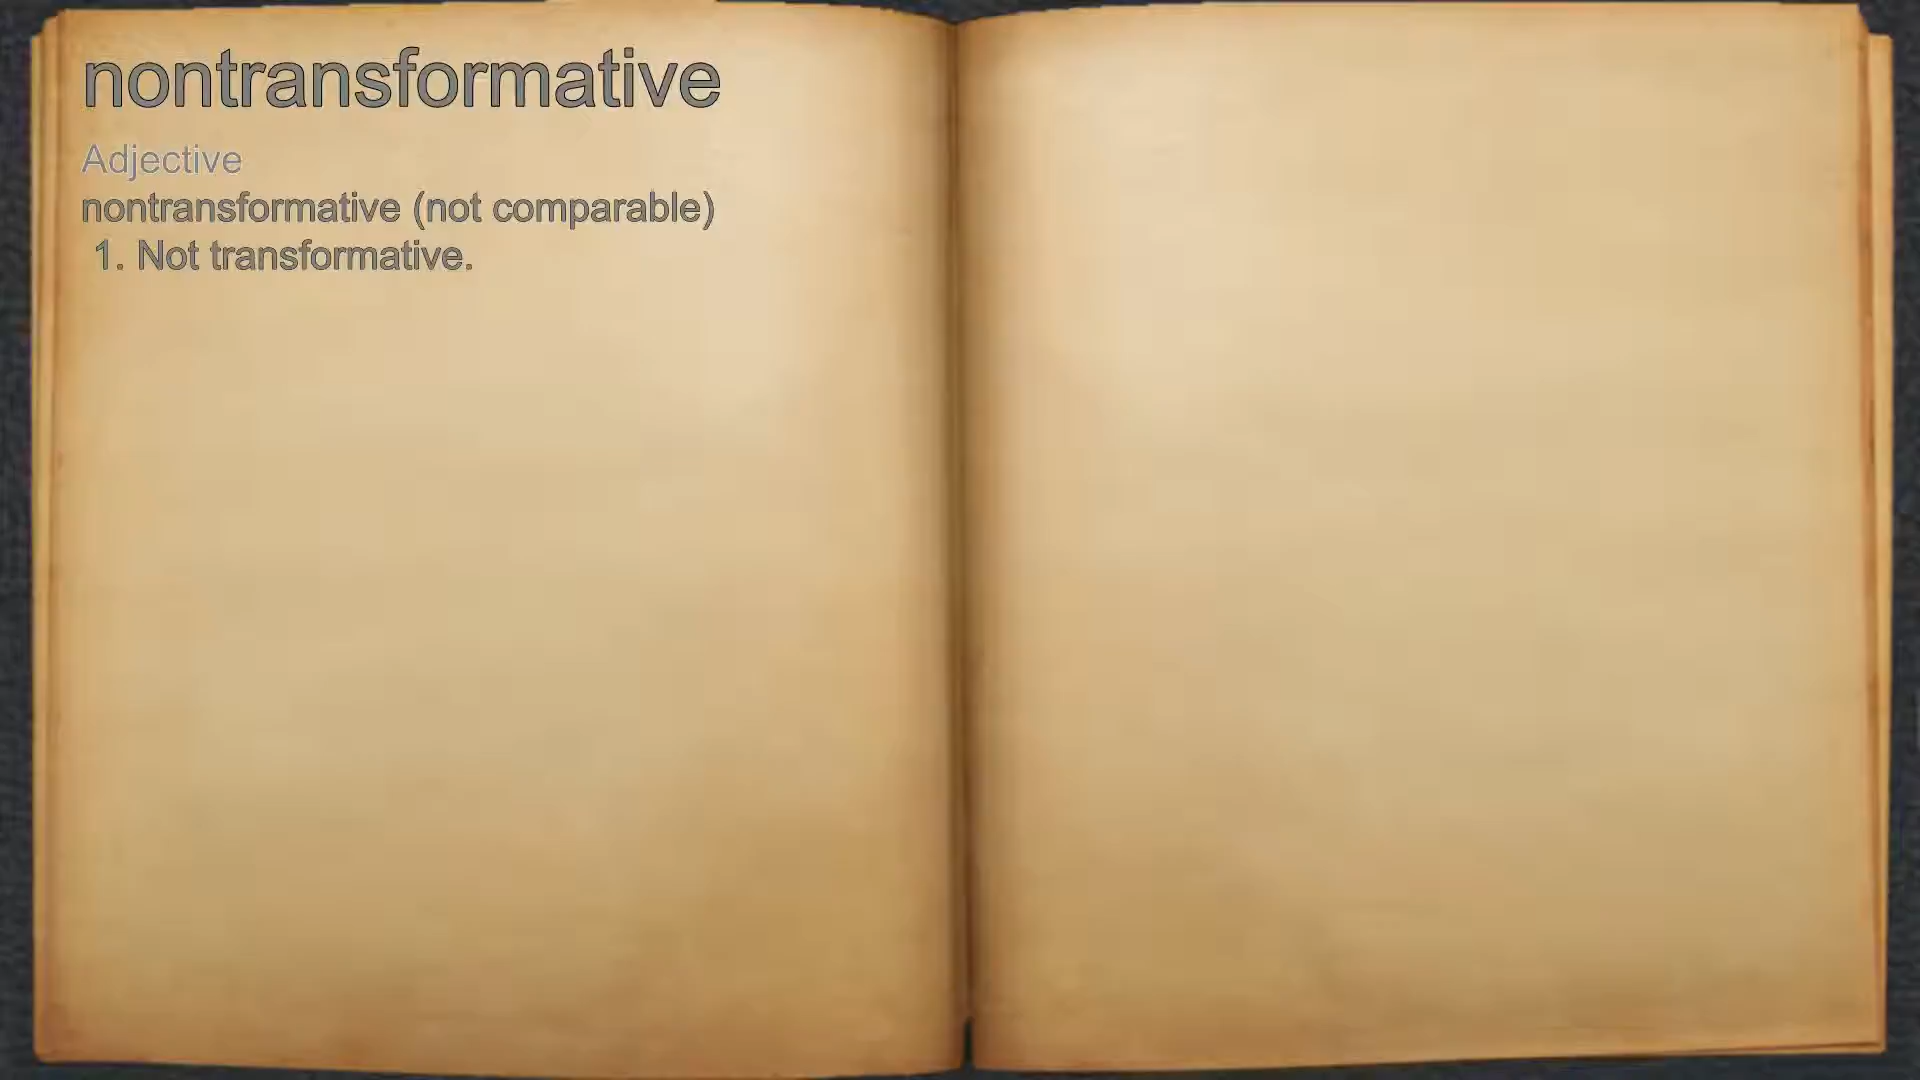 nontransformative
Adjective
nontransformative (not comparable)
1. Not transformative.